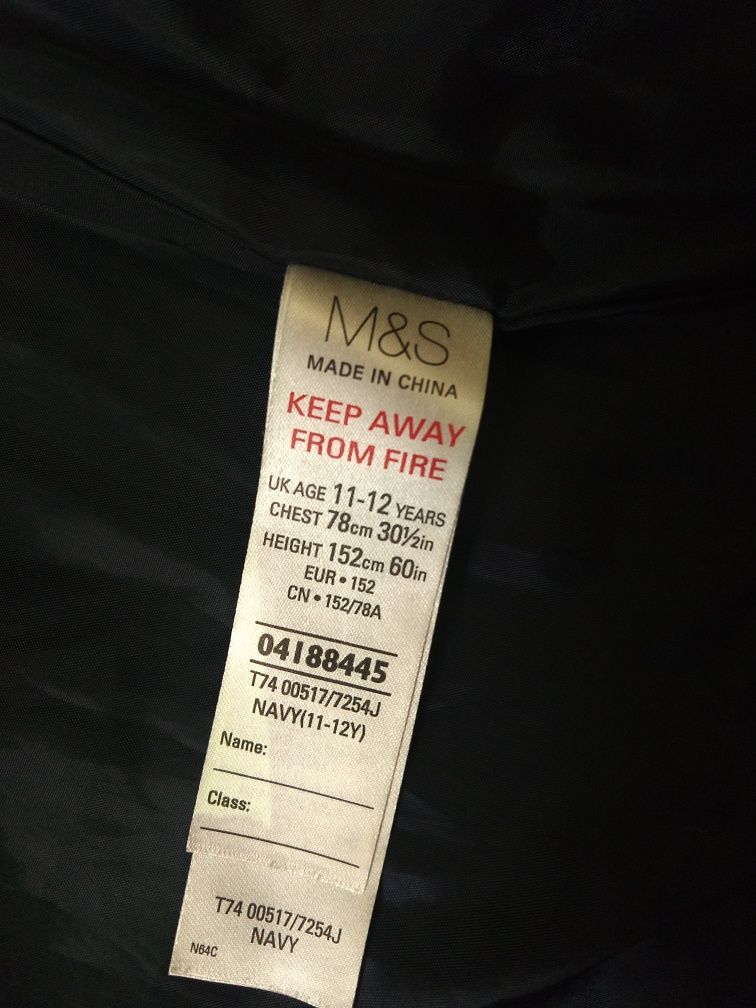 M&S
MADE IN CHINA
KEEP AWAY
FROM FIRE
UK AGE 11-12 YEARS
CHEST 78cm 30½in
HEIGHT 152cm 60in
EUR • 152
CN • 152/78A
04188445
T74 00517/7254J
NAVY(11-12Y)
Name:
Class:
T74 00517/7254J
NAVY
N64C